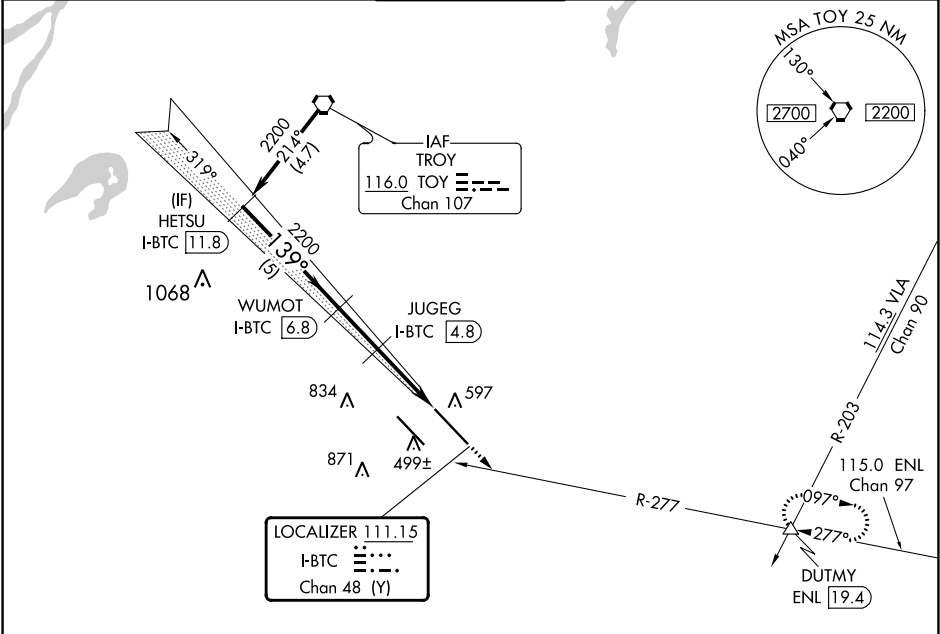 MSA TOY 25 NM
130°
2700
2200
040°
2200
214°
(4.7)
IAF
TROY
116.0 TOY
Chan 107
319°
(IF)
HETSU
I-BTC 11.8
2200
139°
(5)
1068
WUMOT
I-BTC 6.8
JUGEG
I-BTC 4.8
114.3 VLA
Chan 90
R-203
834
597
871
499±
115.0 ENL
Chan 97
R-277
097°
277°
LOCALIZER 111.15
I-BTC
Chan 48 (Y)
DUTMY
ENL 19.4